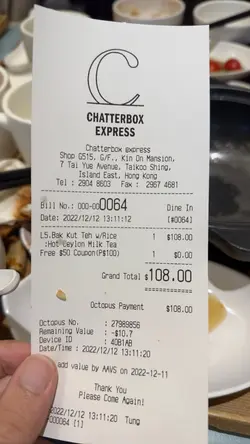 C
CHATTERBOX
EXPRESS
Chatterbox express
Shop G515, G/F., Kin On Mansion,
7 Tai Yue Avenue, Taikoo Shing,
Island East, Hong Kong
Tel : 2904 8603 Fax : 2967 4681
Bill No.: 000-000064 Dine In
Date: 2022/12/12 13:11:12 [#0064]
L5.Bak Kut Teh w/Rice 1 $108.00
:Hot Ceylon Milk Tea
Free $50 Coupon(P$100) 1 $0.00
Grand Total $108.00
Octopus Payment $108.00
Octopus No. : 27989856
Remaining Value : -$10.7
Device ID : 40B1AB
Date/Time : 2022/12/12 13:11:20
add value by AAVS on 2022-12-11
Thank You
Please Come Again!
2022/12/12 13:11:20 Tung
000064 [1]